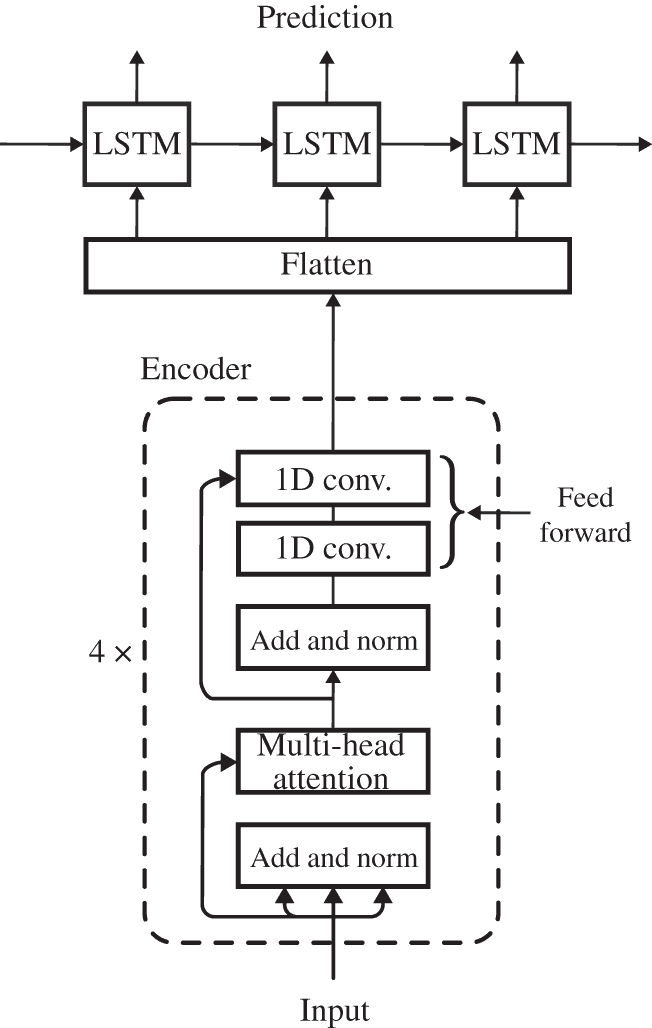 Prediction
LSTM LSTM LSTM
Flatten
Encoder
1D conv.
Feed
forward
1D conv.
Add and norm
4 ×
Multi-head
attention
Add and norm
Input